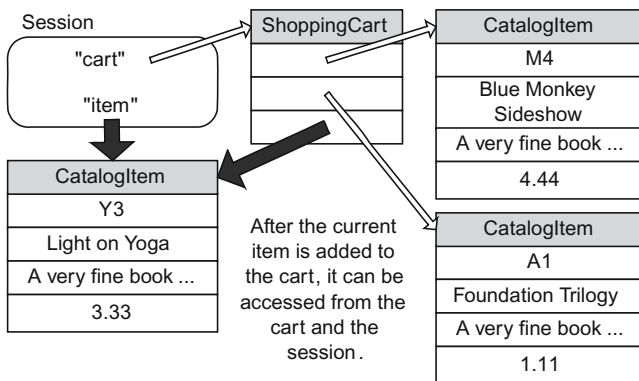 Session
"cart"
"item"
ShoppingCart
CatalogItem
M4
Blue Monkey
Sideshow
A very fine book ...
4.44
CatalogItem
Y3
Light on Yoga
A very fine book ...
3.33
After the current
item is added to
the cart, it can be
accessed from the
cart and the
session.
CatalogItem
A1
Foundation Trilogy
A very fine book ...
1.11